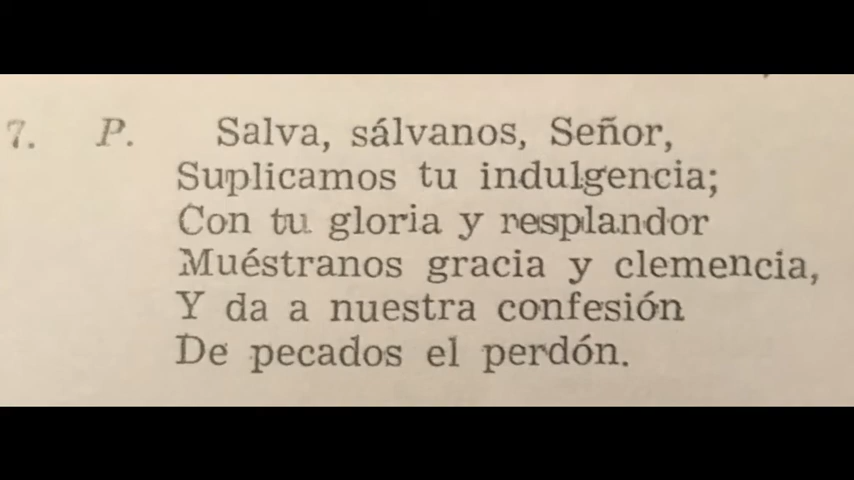 7. P. Salva, sálvanos, Señor,
Suplicamos tu indulgencia;
Con tu gloria y resplandor
Muéstranos gracia y clemencia,
Y da a nuestra confesión
De pecados el perdón.